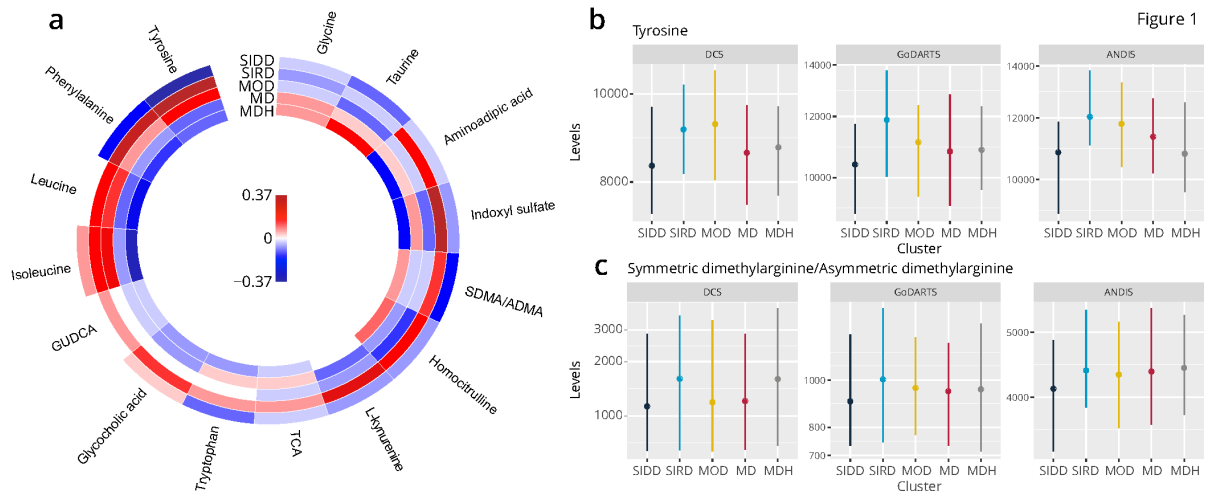 Figure 1
a
Glycine
Taurine
Aminoadipic acid
Indoxyl sulfate
SDMA/ADMA
Homocitrulline
L-kynurenine
TCA
Tryptophan
Glycocholic acid
GUDCA
Isoleucine
Leucine
Phenylalanine
Tyrosine
SIDD
SIRD
MOD
MD
MDH
0.37
0
−0.37
b
Tyrosine
DCS
GoDARTS
ANDIS
Levels
10000
8000
14000
12000
10000
14000
12000
10000
SIDD SIRD MOD MD MDH
SIDD SIRD MOD MD MDH
SIDD SIRD MOD MD MDH
Cluster
c
Symmetric dimethylarginine/Asymmetric dimethylarginine
DCS
GoDARTS
ANDIS
Levels
3000
2000
1000
1000
800
700
5000
4000
SIDD SIRD MOD MD MDH
SIDD SIRD MOD MD MDH
SIDD SIRD MOD MD MDH
Cluster